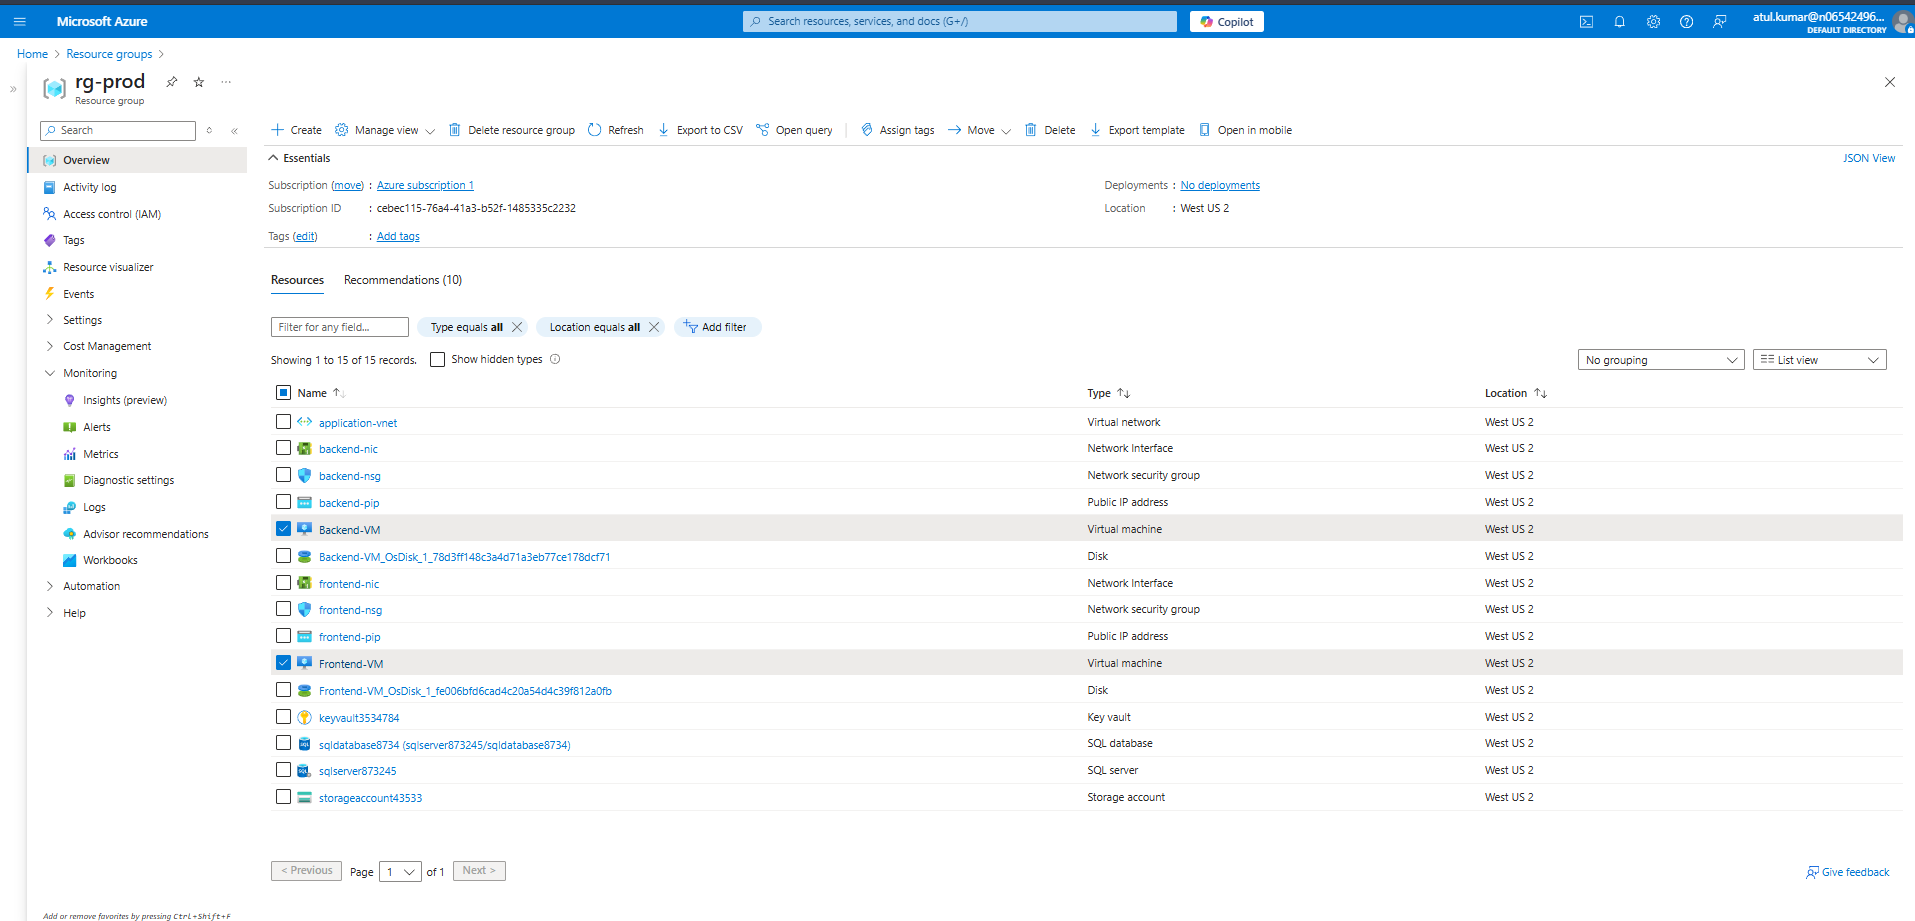 Microsoft Azure
Search resources, services, and docs (G+/)
Copilot
atul.kumar@n06542496...
DEFAULT DIRECTORY
Home > Resource groups >
rg-prod
Resource group
Search
Overview
Activity log
Access control (IAM)
Tags
Resource visualizer
Events
Settings
Cost Management
Monitoring
Insights (preview)
Alerts
Metrics
Diagnostic settings
Logs
Advisor recommendations
Workbooks
Automation
Help
Add or remove favorites by pressing Ctrl+Shift+F
Create Manage view Delete resource group Refresh Export to CSV Open query Assign tags Move Delete Export template Open in mobile
Essentials JSON View
Subscription (move) : Azure subscription 1 Deployments : No deployments
Subscription ID : cebec115-76a4-41a3-b52f-1485335c2232 Location : West US 2
Tags (edit) : Add tags
Resources Recommendations (10)
Filter for any field... Type equals all Location equals all Add filter
Showing 1 to 15 of 15 records. Show hidden types No grouping List view
Name Type Location
application-vnet Virtual network West US 2
backend-nic Network Interface West US 2
backend-nsg Network security group West US 2
backend-pip Public IP address West US 2
Backend-VM Virtual machine West US 2
Backend-VM_OsDisk_1_78d3ff148c3a4d71a3eb77ce178dcf71 Disk West US 2
frontend-nic Network Interface West US 2
frontend-nsg Network security group West US 2
frontend-pip Public IP address West US 2
Frontend-VM Virtual machine West US 2
Frontend-VM_OsDisk_1_fe006bfd6cad4c20a54d4c39f812a0fb Disk West US 2
keyvault3534784 Key vault West US 2
sqldatabase8734 (sqlserver873245/sqldatabase8734) SQL database West US 2
sqlserver873245 SQL server West US 2
storageaccount43533 Storage account West US 2
< Previous Page 1 of 1 Next > Give feedback